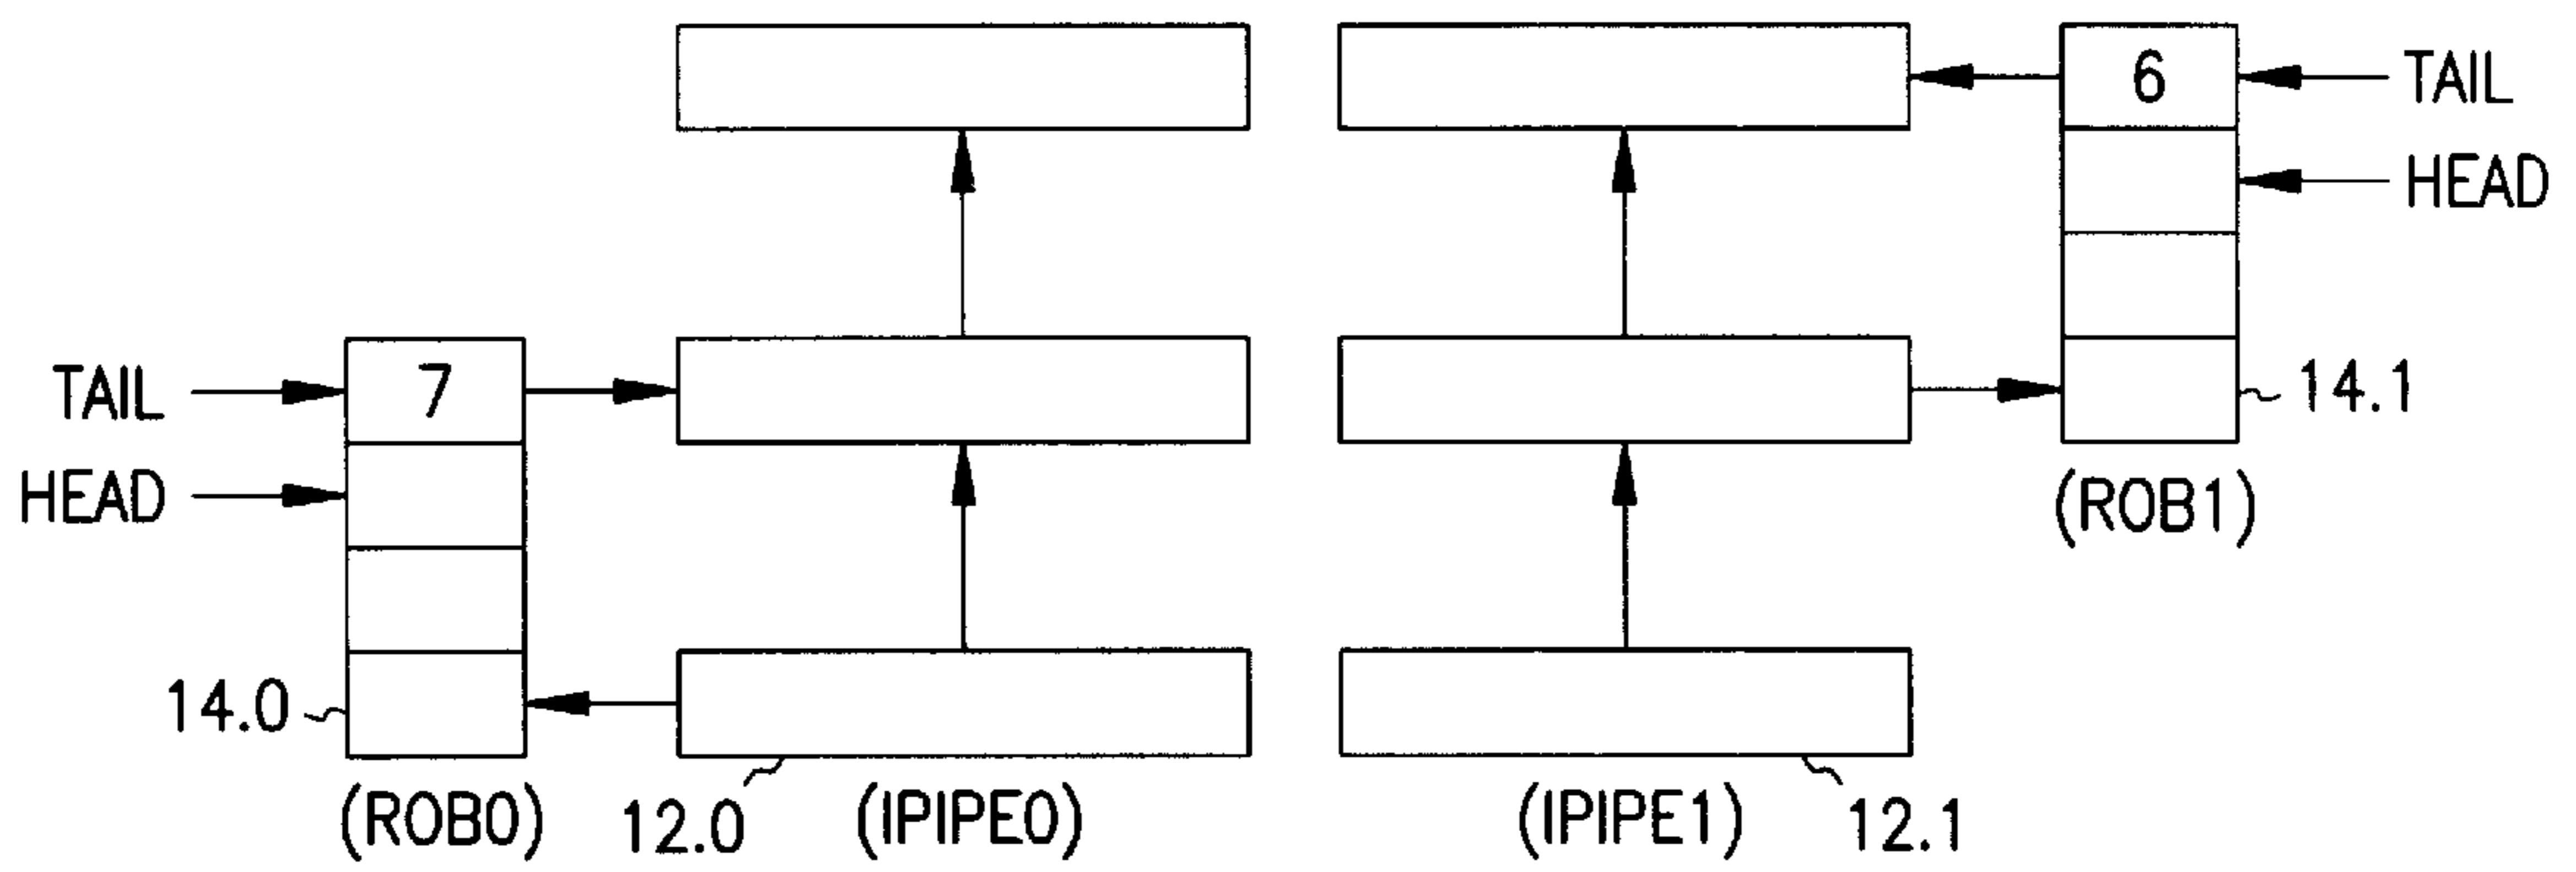 6
TAIL
HEAD
TAIL
7
14.1
HEAD
(ROB1)
14.0
(ROB0)
12.0
(IPIPE0)
(IPIPE1)
12.1